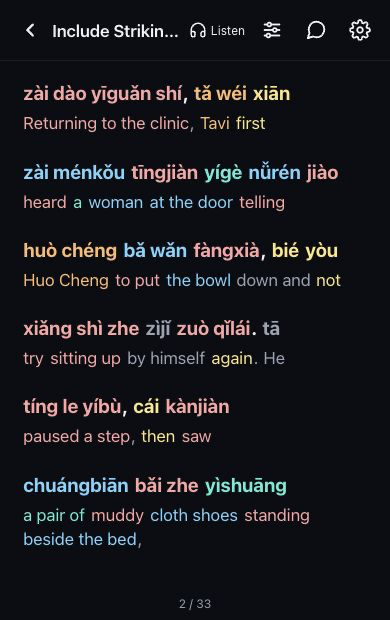 Include Strikin... Listen
zài dào yīguǎn shí, tǎ wéi xiān
Returning to the clinic, Tavi first
zài ménkǒu tīngjiàn yígè nǚrén jiào
heard a woman at the door telling
huò chéng bǎ wǎn fàngxià, bié yòu
Huo Cheng to put the bowl down and not
xiǎng shì zhe zìjǐ zuò qǐlái. tā
try sitting up by himself again. He
tíng le yíbù, cái kànjiàn
paused a step, then saw
chuángbiān bǎi zhe yìshuāng
a pair of muddy cloth shoes standing
beside the bed,
2 / 33